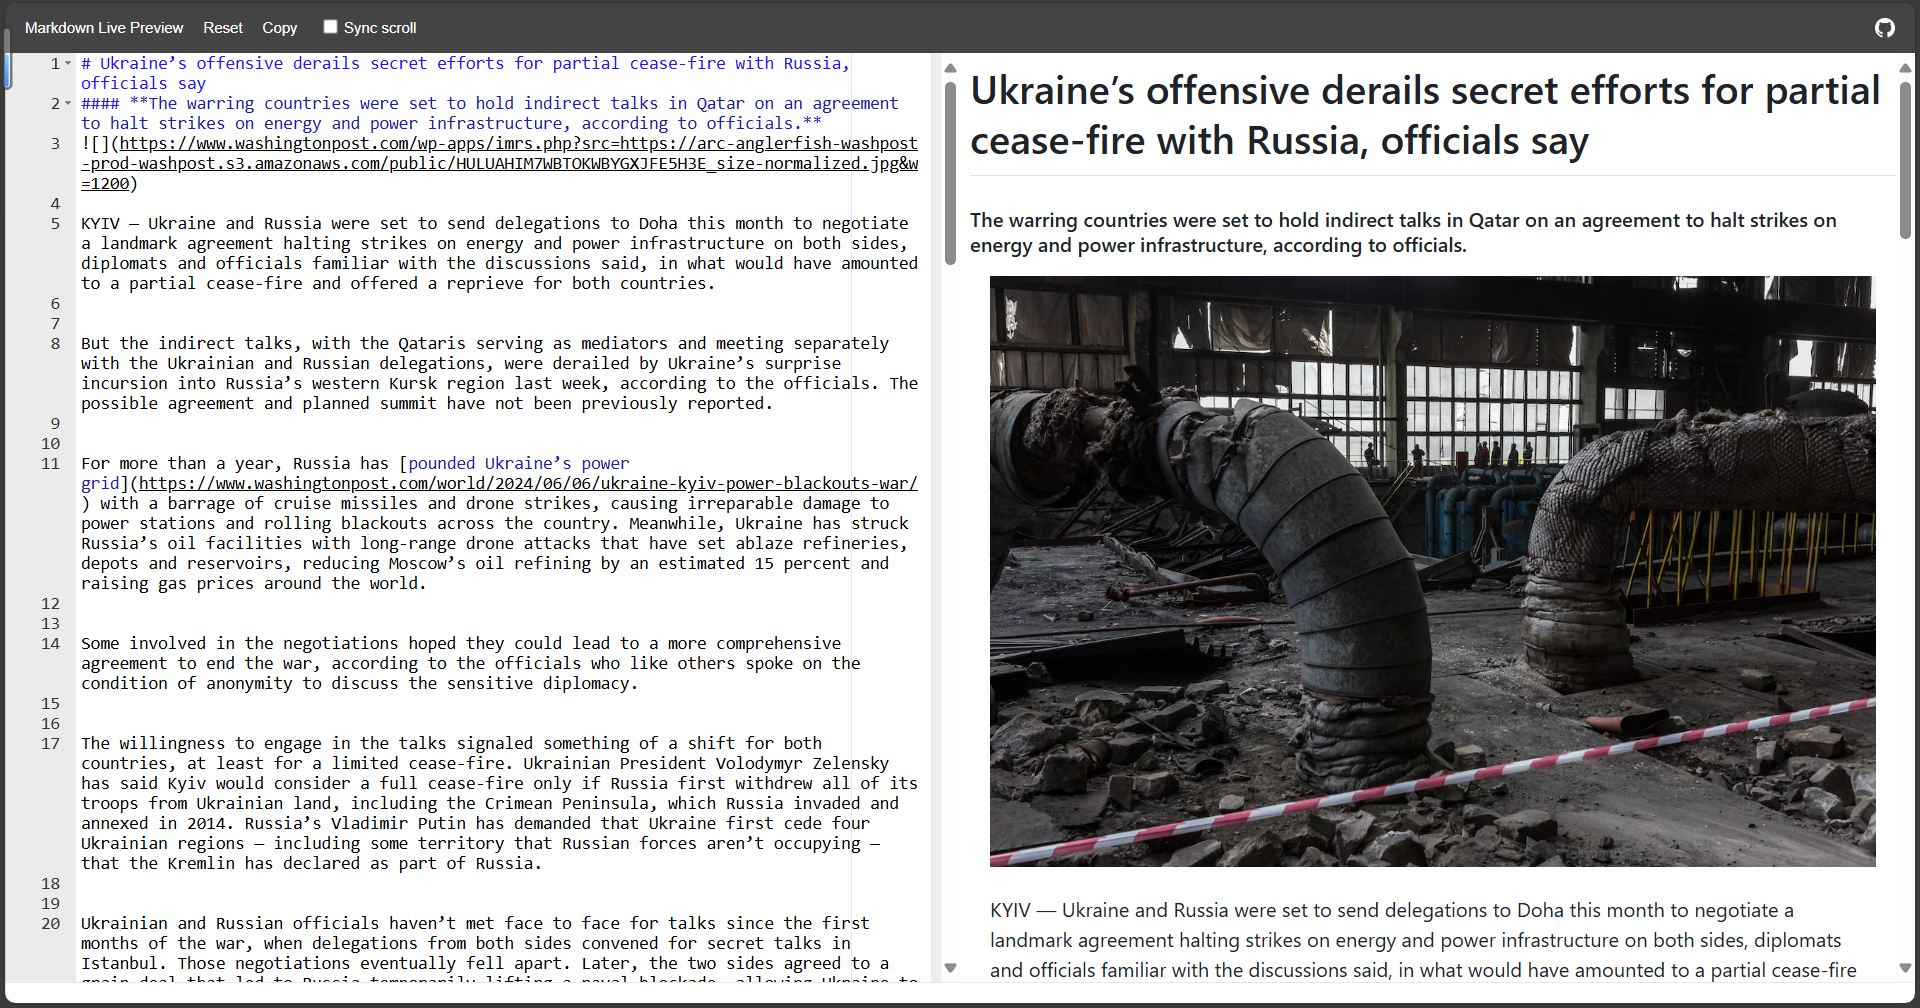 Markdown Live Preview Reset Copy Sync scroll
1 # Ukraine’s offensive derails secret efforts for partial cease-fire with Russia,
officials say
2 #### **The warring countries were set to hold indirect talks in Qatar on an agreement
to halt strikes on energy and power infrastructure, according to officials.**
3 ![](https://www.washingtonpost.com/wp-apps/imrs.php?src=https://arc-anglerfish-washpost
-prod-washpost.s3.amazonaws.com/public/HULUAHIM7WBTOKWBYGXJFE5H3E_size-normalized.jpg&w
=1200)
4
5 KYIV — Ukraine and Russia were set to send delegations to Doha this month to negotiate
a landmark agreement halting strikes on energy and power infrastructure on both sides,
diplomats and officials familiar with the discussions said, in what would have amounted
to a partial cease-fire and offered a reprieve for both countries.
6
7
8 But the indirect talks, with the Qataris serving as mediators and meeting separately
with the Ukrainian and Russian delegations, were derailed by Ukraine’s surprise
incursion into Russia’s western Kursk region last week, according to the officials. The
possible agreement and planned summit have not been previously reported.
9
10
11 For more than a year, Russia has [pounded Ukraine’s power
grid](https://www.washingtonpost.com/world/2024/06/06/ukraine-kyiv-power-blackouts-war/
) with a barrage of cruise missiles and drone strikes, causing irreparable damage to
power stations and rolling blackouts across the country. Meanwhile, Ukraine has struck
Russia’s oil facilities with long-range drone attacks that have set ablaze refineries,
depots and reservoirs, reducing Moscow’s oil refining by an estimated 15 percent and
raising gas prices around the world.
12
13
14 Some involved in the negotiations hoped they could lead to a more comprehensive
agreement to end the war, according to the officials who like others spoke on the
condition of anonymity to discuss the sensitive diplomacy.
15
16
17 The willingness to engage in the talks signaled something of a shift for both
countries, at least for a limited cease-fire. Ukrainian President Volodymyr Zelensky
has said Kyiv would consider a full cease-fire only if Russia first withdrew all of its
troops from Ukrainian land, including the Crimean Peninsula, which Russia invaded and
annexed in 2014. Russia’s Vladimir Putin has demanded that Ukraine first cede four
Ukrainian regions — including some territory that Russian forces aren’t occupying —
that the Kremlin has declared as part of Russia.
18
19
20 Ukrainian and Russian officials haven’t met face to face for talks since the first
months of the war, when delegations from both sides convened for secret talks in
Istanbul. Those negotiations eventually fell apart. Later, the two sides agreed to a
grain deal that led to Russia temporarily lifting a naval blockade, allowing Ukraine to
Ukraine’s offensive derails secret efforts for partial
cease-fire with Russia, officials say
The warring countries were set to hold indirect talks in Qatar on an agreement to halt strikes on
energy and power infrastructure, according to officials.
KYIV — Ukraine and Russia were set to send delegations to Doha this month to negotiate a
landmark agreement halting strikes on energy and power infrastructure on both sides, diplomats
and officials familiar with the discussions said, in what would have amounted to a partial cease-fire